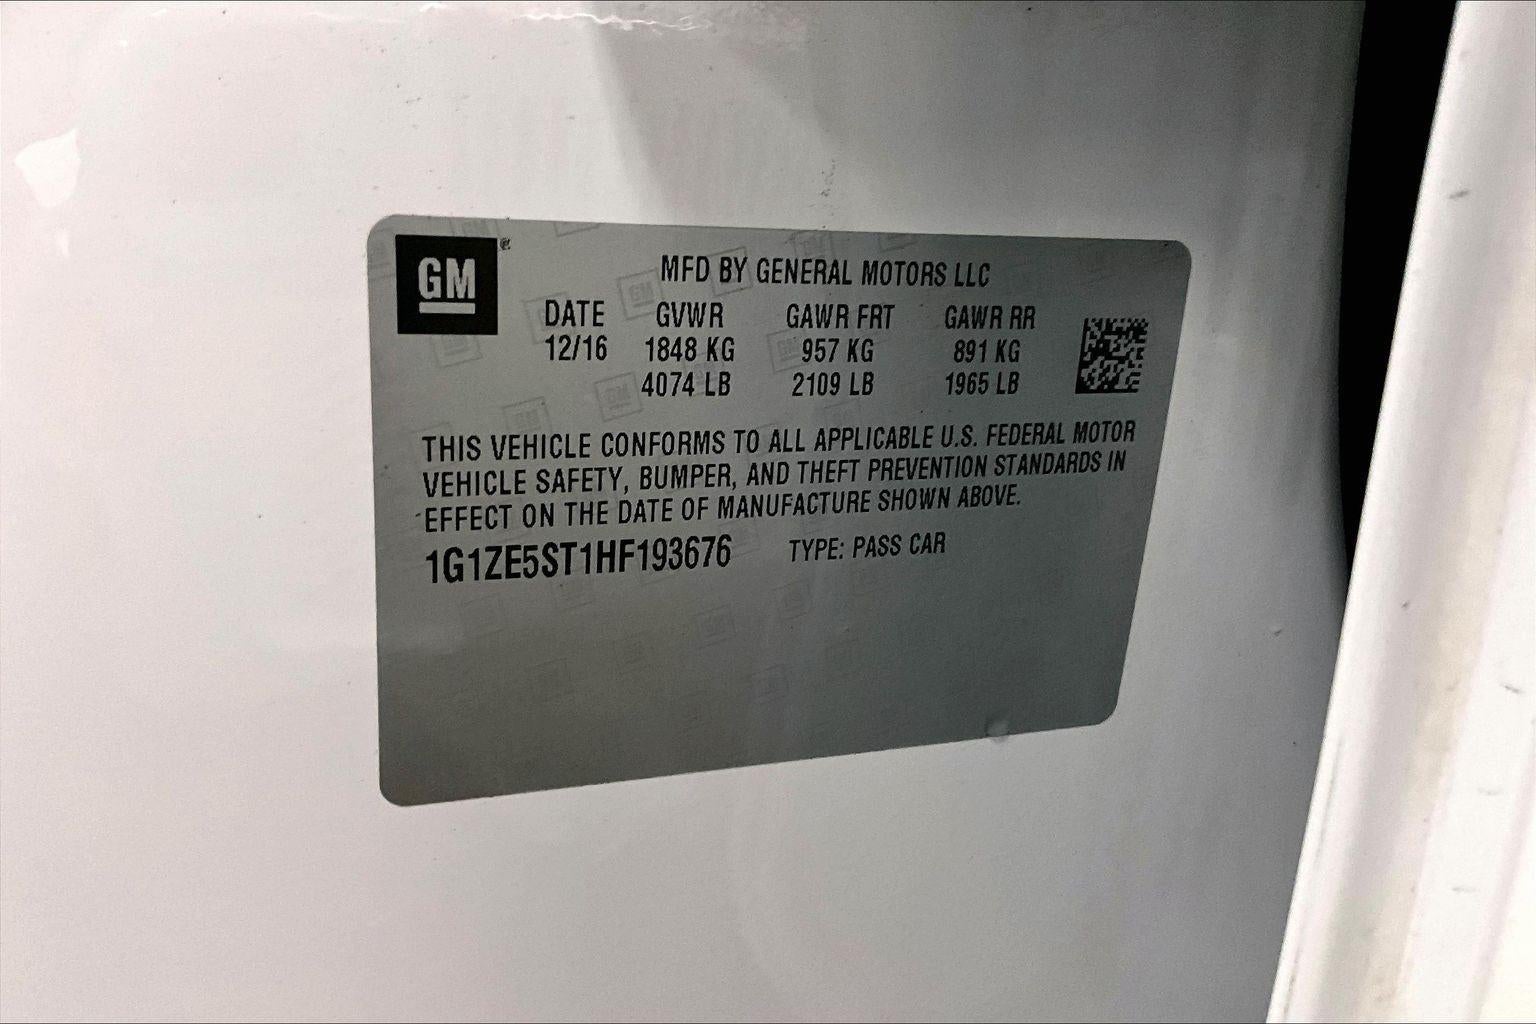 GM
MFD BY GENERAL MOTORS LLC
DATE GVWR GAWR FRT GAWR RR
12/16 1848 KG 957 KG 891 KG
4074 LB 2109 LB 1965 LB
THIS VEHICLE CONFORMS TO ALL APPLICABLE U.S. FEDERAL MOTOR
VEHICLE SAFETY, BUMPER, AND THEFT PREVENTION STANDARDS IN
EFFECT ON THE DATE OF MANUFACTURE SHOWN ABOVE.
1G1ZE5ST1HF193676 TYPE: PASS CAR